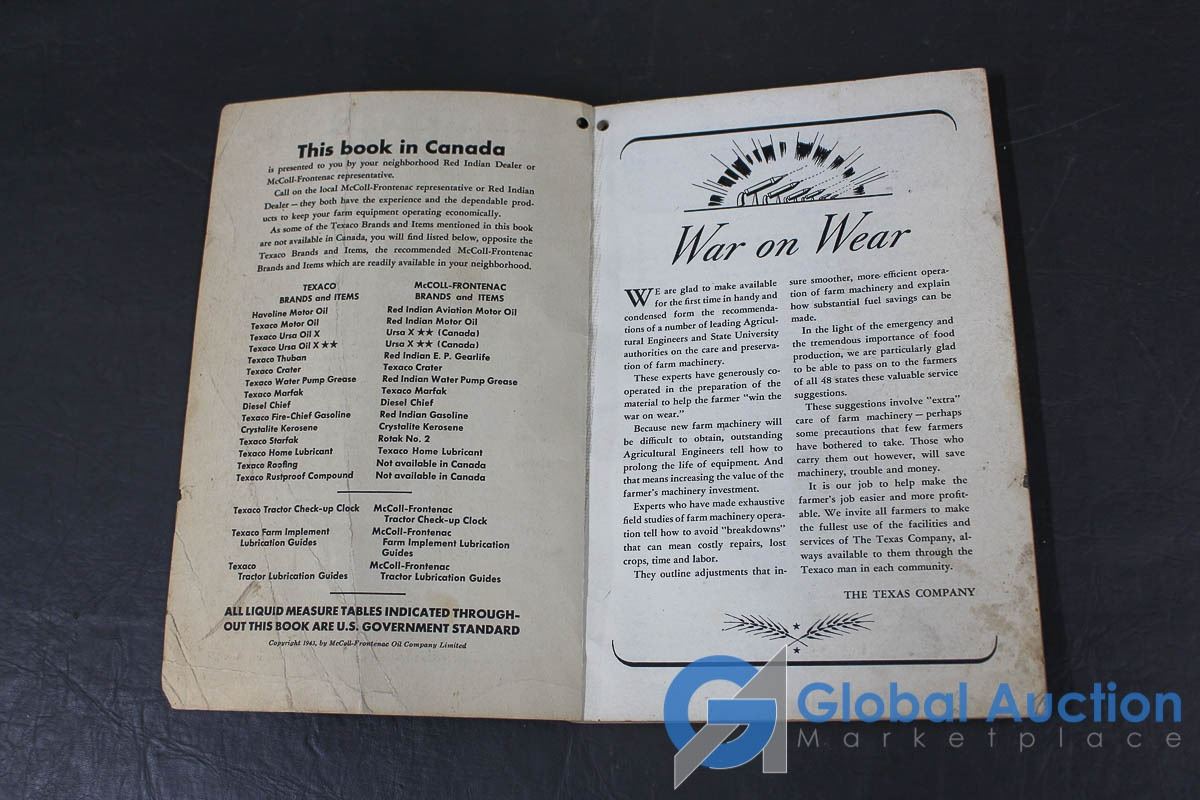 This book in Canada
is presented to you by your neighborhood Red Indian Dealer or
McColl-Frontenac representative.
Call on the local McColl-Frontenac representative or Red Indian
Dealer — they both have the experience and the dependable prod-
ucts to keep your farm equipment operating economically.
As some of the Texaco Brands and Items mentioned in this book
are not available in Canada, you will find listed below, opposite the
Texaco Brands and Items, the recommended McColl-Frontenac
Brands and Items which are readily available in your neighborhood.
TEXACO McCOLL-FRONTENAC
BRANDS and ITEMS BRANDS and ITEMS
Havoline Motor Oil Red Indian Aviation Motor Oil
Texaco Motor Oil Red Indian Motor Oil
Texaco Ursa Oil X Ursa X ★★ (Canada)
Texaco Ursa Oil X ★★ Ursa X ★★ (Canada)
Texaco Thuban Red Indian E. P. Gearlife
Texaco Crater Texaco Crater
Texaco Water Pump Grease Red Indian Water Pump Grease
Texaco Marfak Texaco Marfak
Diesel Chief Diesel Chief
Texaco Fire-Chief Gasoline Red Indian Gasoline
Crystalite Kerosene Crystalite Kerosene
Texaco Starfak Rotak No. 2
Texaco Home Lubricant Texaco Home Lubricant
Texaco Roofing Not available in Canada
Texaco Rustproof Compound Not available in Canada
Texaco Tractor Check-up Clock McColl-Frontenac
Tractor Check-up Clock
Texaco Farm Implement McColl-Frontenac
Lubrication Guides Farm Implement Lubrication
Guides
Texaco McColl-Frontenac
Tractor Lubrication Guides Tractor Lubrication Guides
ALL LIQUID MEASURE TABLES INDICATED THROUGH-
OUT THIS BOOK ARE U.S. GOVERNMENT STANDARD
Copyright 1943, by McColl-Frontenac Oil Company Limited
War on Wear
WE are glad to make available
for the first time in handy and
condensed form the recommenda-
tions of a number of leading Agricul-
tural Engineers and State University
authorities on the care and preserva-
tion of farm machinery.
These experts have generously co-
operated in the preparation of the
material to help the farmer "win the
war on wear."
Because new farm machinery will
be difficult to obtain, outstanding
Agricultural Engineers tell how to
prolong the life of equipment. And
that means increasing the value of the
farmer's machinery investment.
Experts who have made exhaustive
field studies of farm machinery opera-
tion tell how to avoid "breakdowns"
that can mean costly repairs, lost
crops, time and labor.
They outline adjustments that in-
sure smoother, more efficient opera-
tion of farm machinery and explain
how substantial fuel savings can be
made.
In the light of the emergency and
the tremendous importance of food
production, we are particularly glad
to be able to pass on to the farmers
of all 48 states these valuable service
suggestions.
These suggestions involve "extra"
care of farm machinery — perhaps
some precautions that few farmers
have bothered to take. Those who
carry them out however, will save
machinery, trouble and money.
It is our job to help make the
farmer's job easier and more profit-
able. We invite all farmers to make
the fullest use of the facilities and
services of The Texas Company, al-
ways available to them through the
Texaco man in each community.
THE TEXAS COMPANY
Global Auction
Marketplace